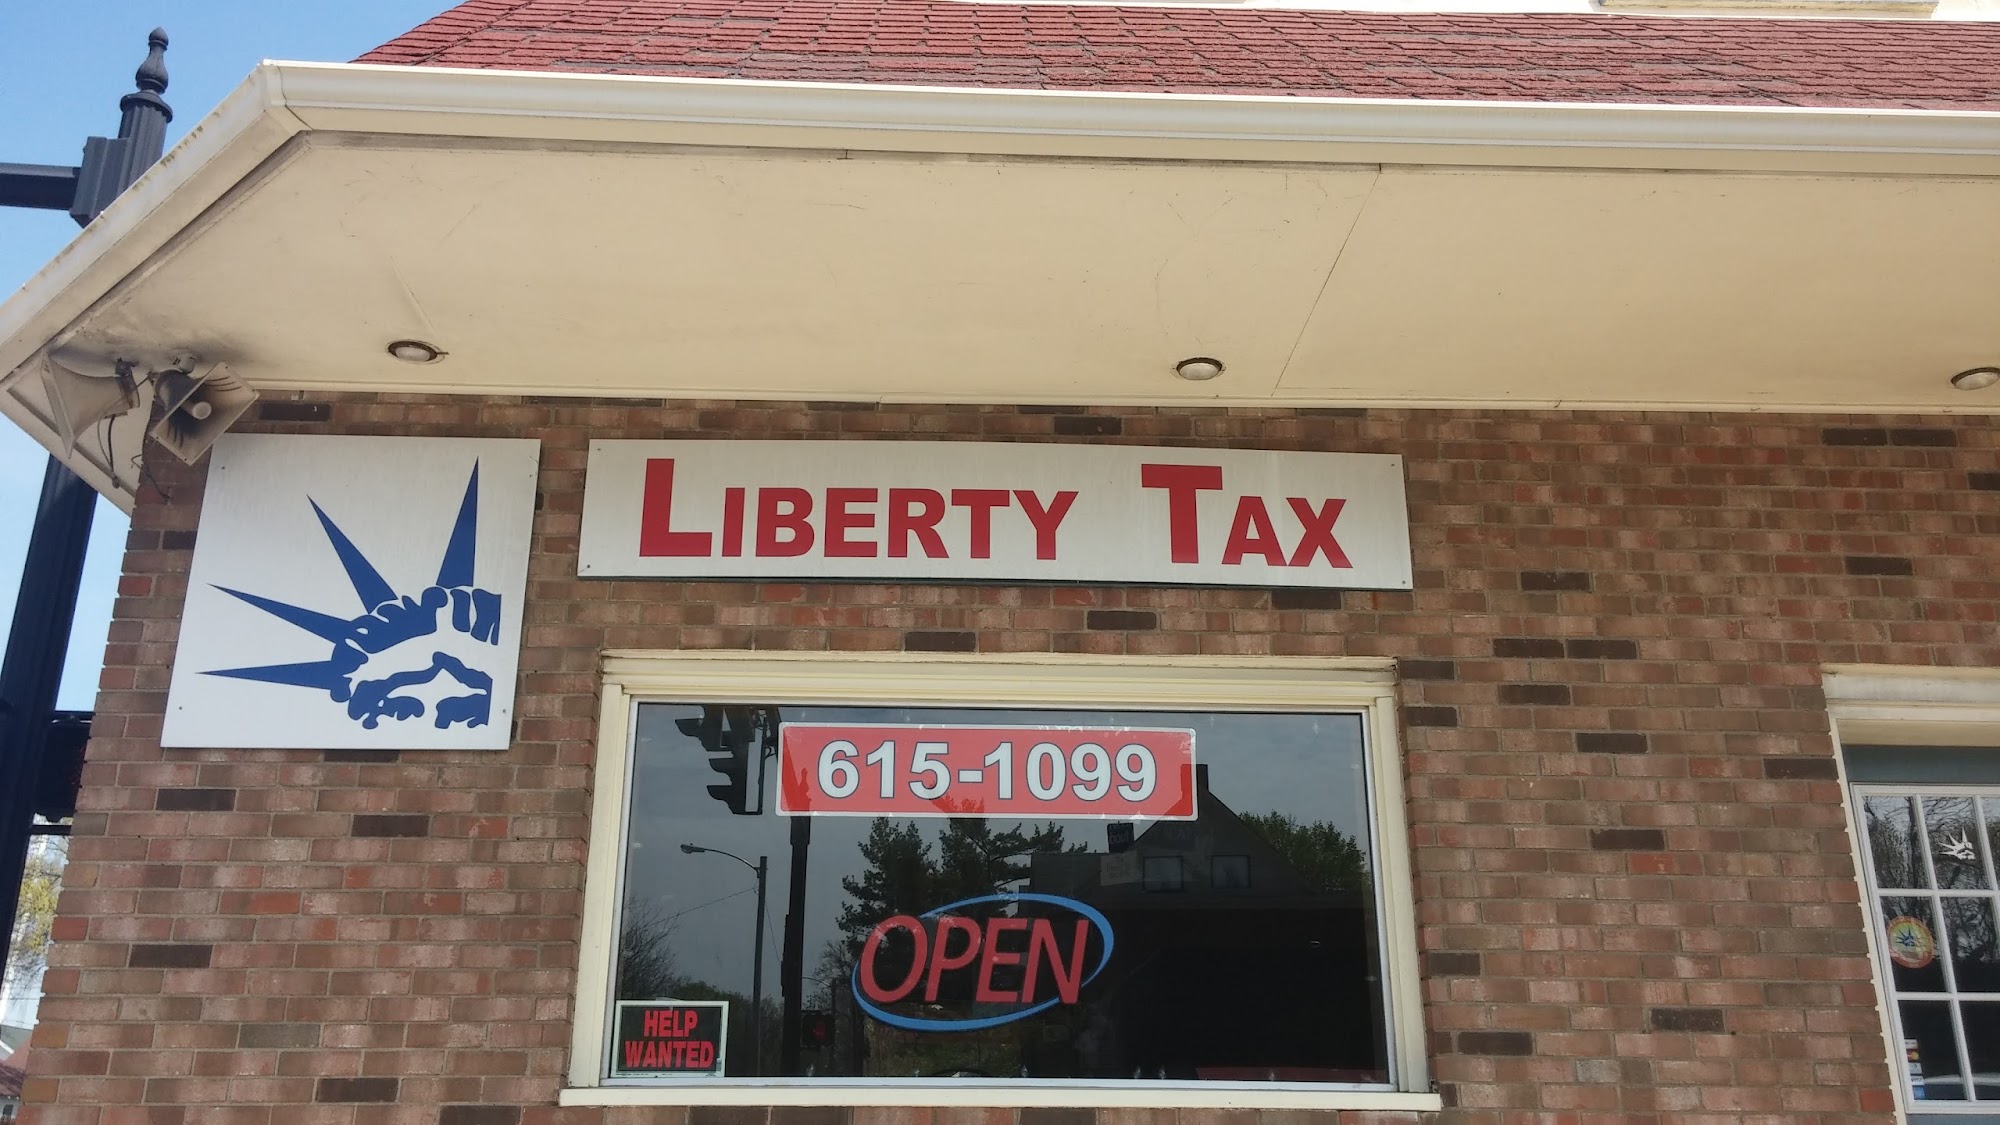 LIBERTY TAX
615-1099
OPEN
HELP
WANTED